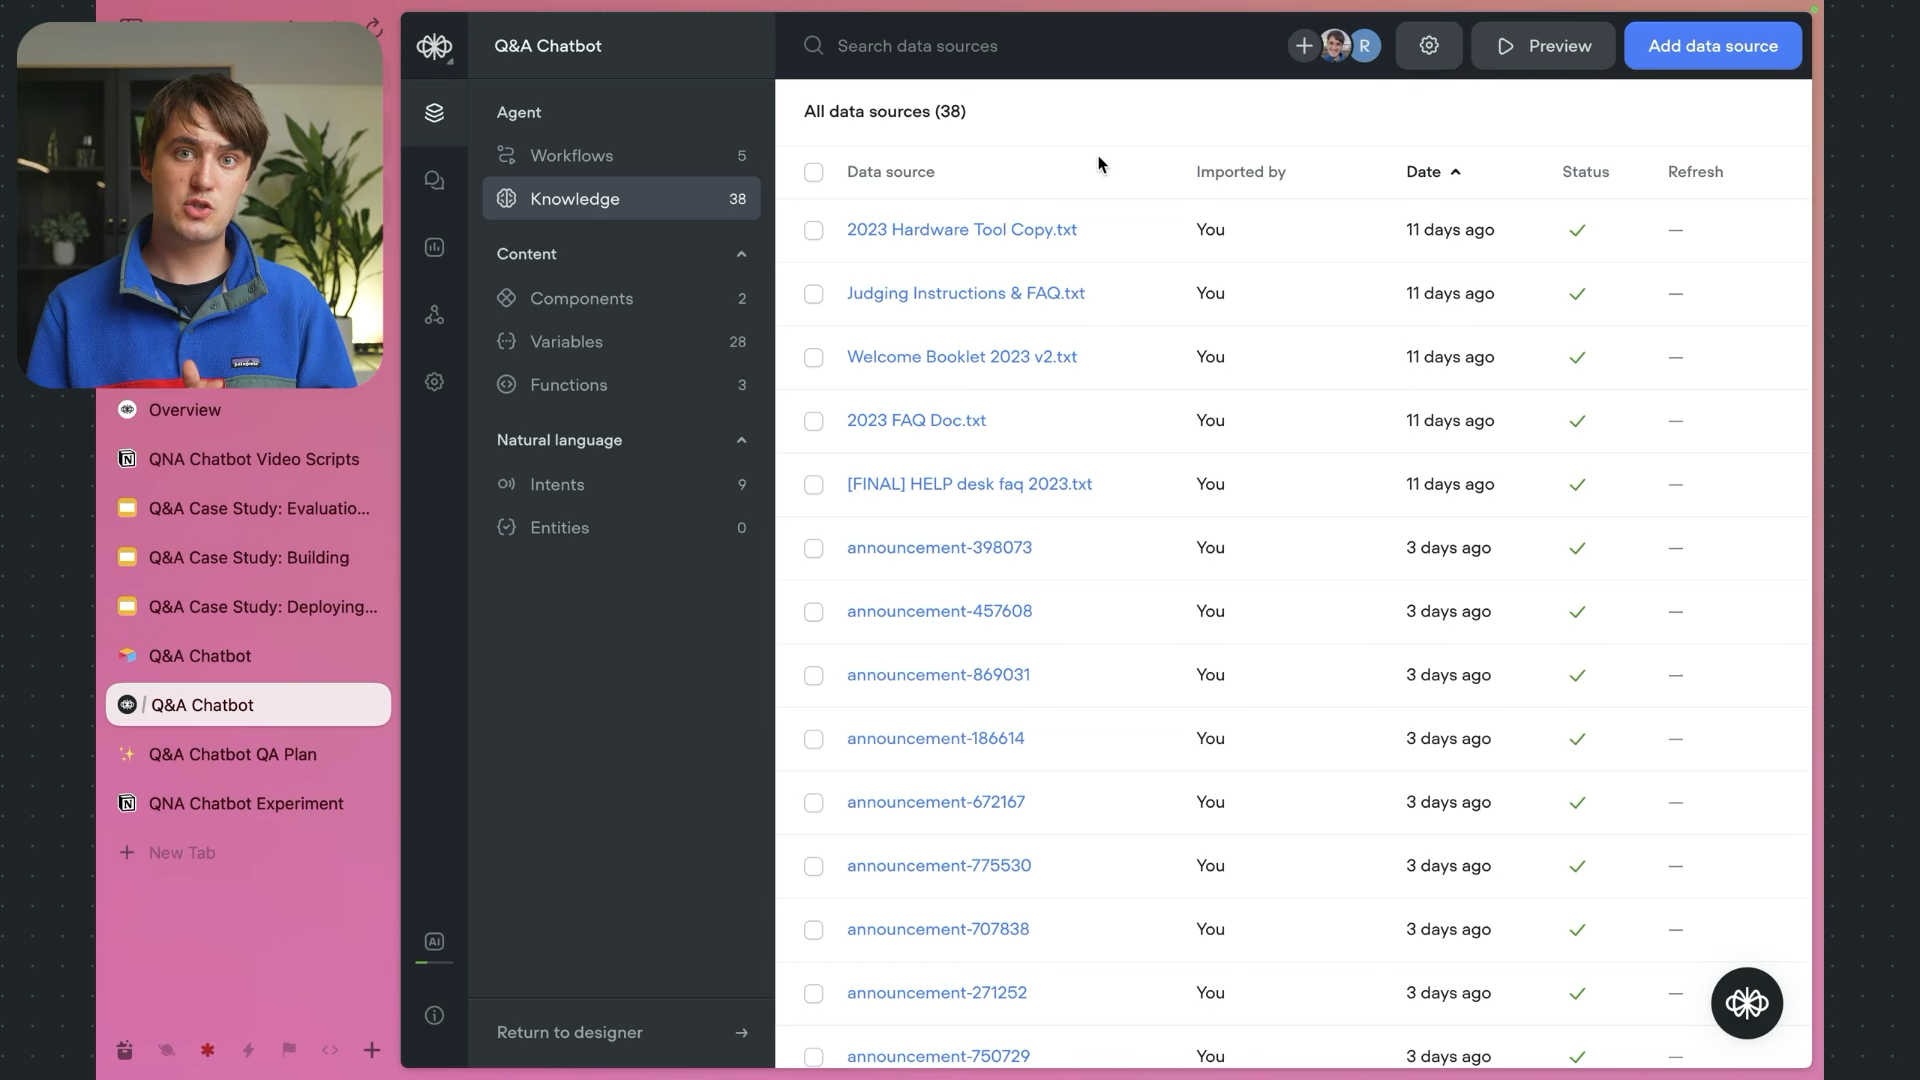 Q&A Chatbot
Search data sources
R
Preview
Add data source
Agent
Workflows 5
Knowledge 38
Content
Components 2
Variables 28
Functions 3
Natural language
Intents 9
Entities 0
AI
Return to designer
All data sources (38)
Data source Imported by Date Status Refresh
2023 Hardware Tool Copy.txt You 11 days ago —
Judging Instructions & FAQ.txt You 11 days ago —
Welcome Booklet 2023 v2.txt You 11 days ago —
2023 FAQ Doc.txt You 11 days ago —
[FINAL] HELP desk faq 2023.txt You 11 days ago —
announcement-398073 You 3 days ago —
announcement-457608 You 3 days ago —
announcement-869031 You 3 days ago —
announcement-186614 You 3 days ago —
announcement-672167 You 3 days ago —
announcement-775530 You 3 days ago —
announcement-707838 You 3 days ago —
announcement-271252 You 3 days ago —
announcement-750729 You 3 days ago —
Overview
QNA Chatbot Video Scripts
Q&A Case Study: Evaluatio...
Q&A Case Study: Building
Q&A Case Study: Deploying...
Q&A Chatbot
/ Q&A Chatbot
Q&A Chatbot QA Plan
QNA Chatbot Experiment
New Tab